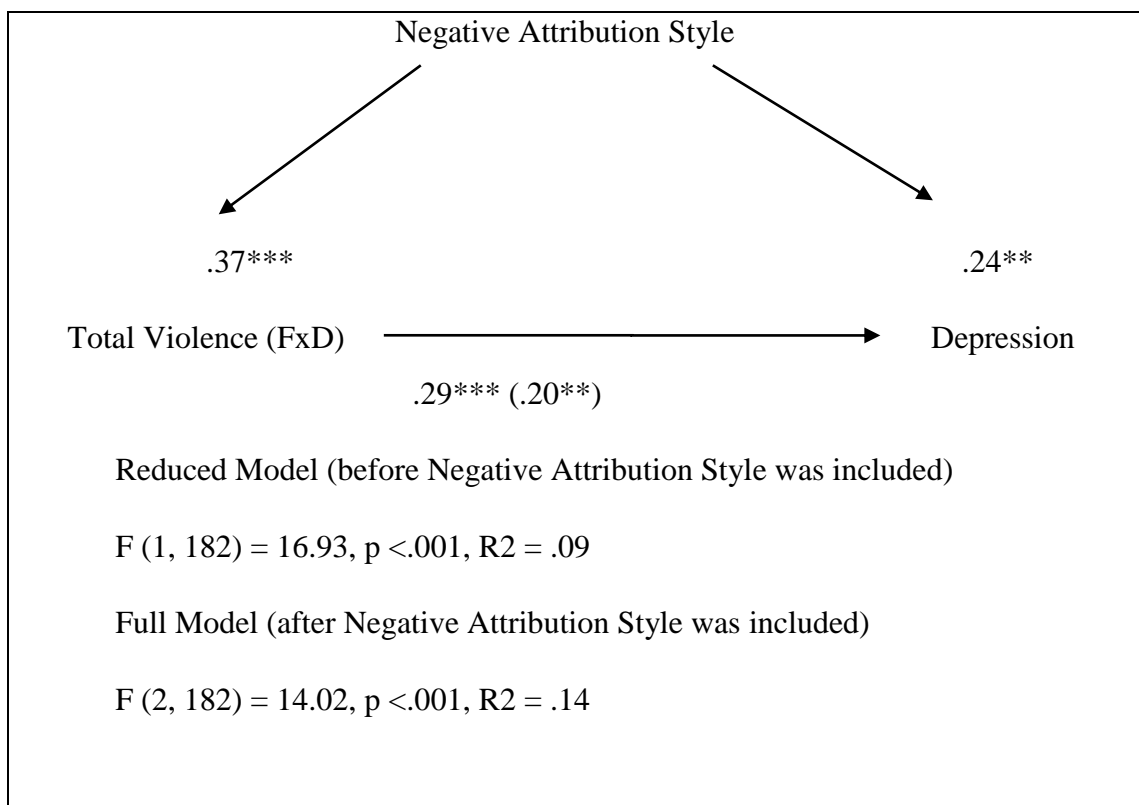 Negative Attribution Style
.37***
.24**
Total Violence (FxD)
Depression
.29*** (.20**)
Reduced Model (before Negative Attribution Style was included)
F (1, 182) = 16.93, p <.001, R2 = .09
Full Model (after Negative Attribution Style was included)
F (2, 182) = 14.02, p <.001, R2 = .14